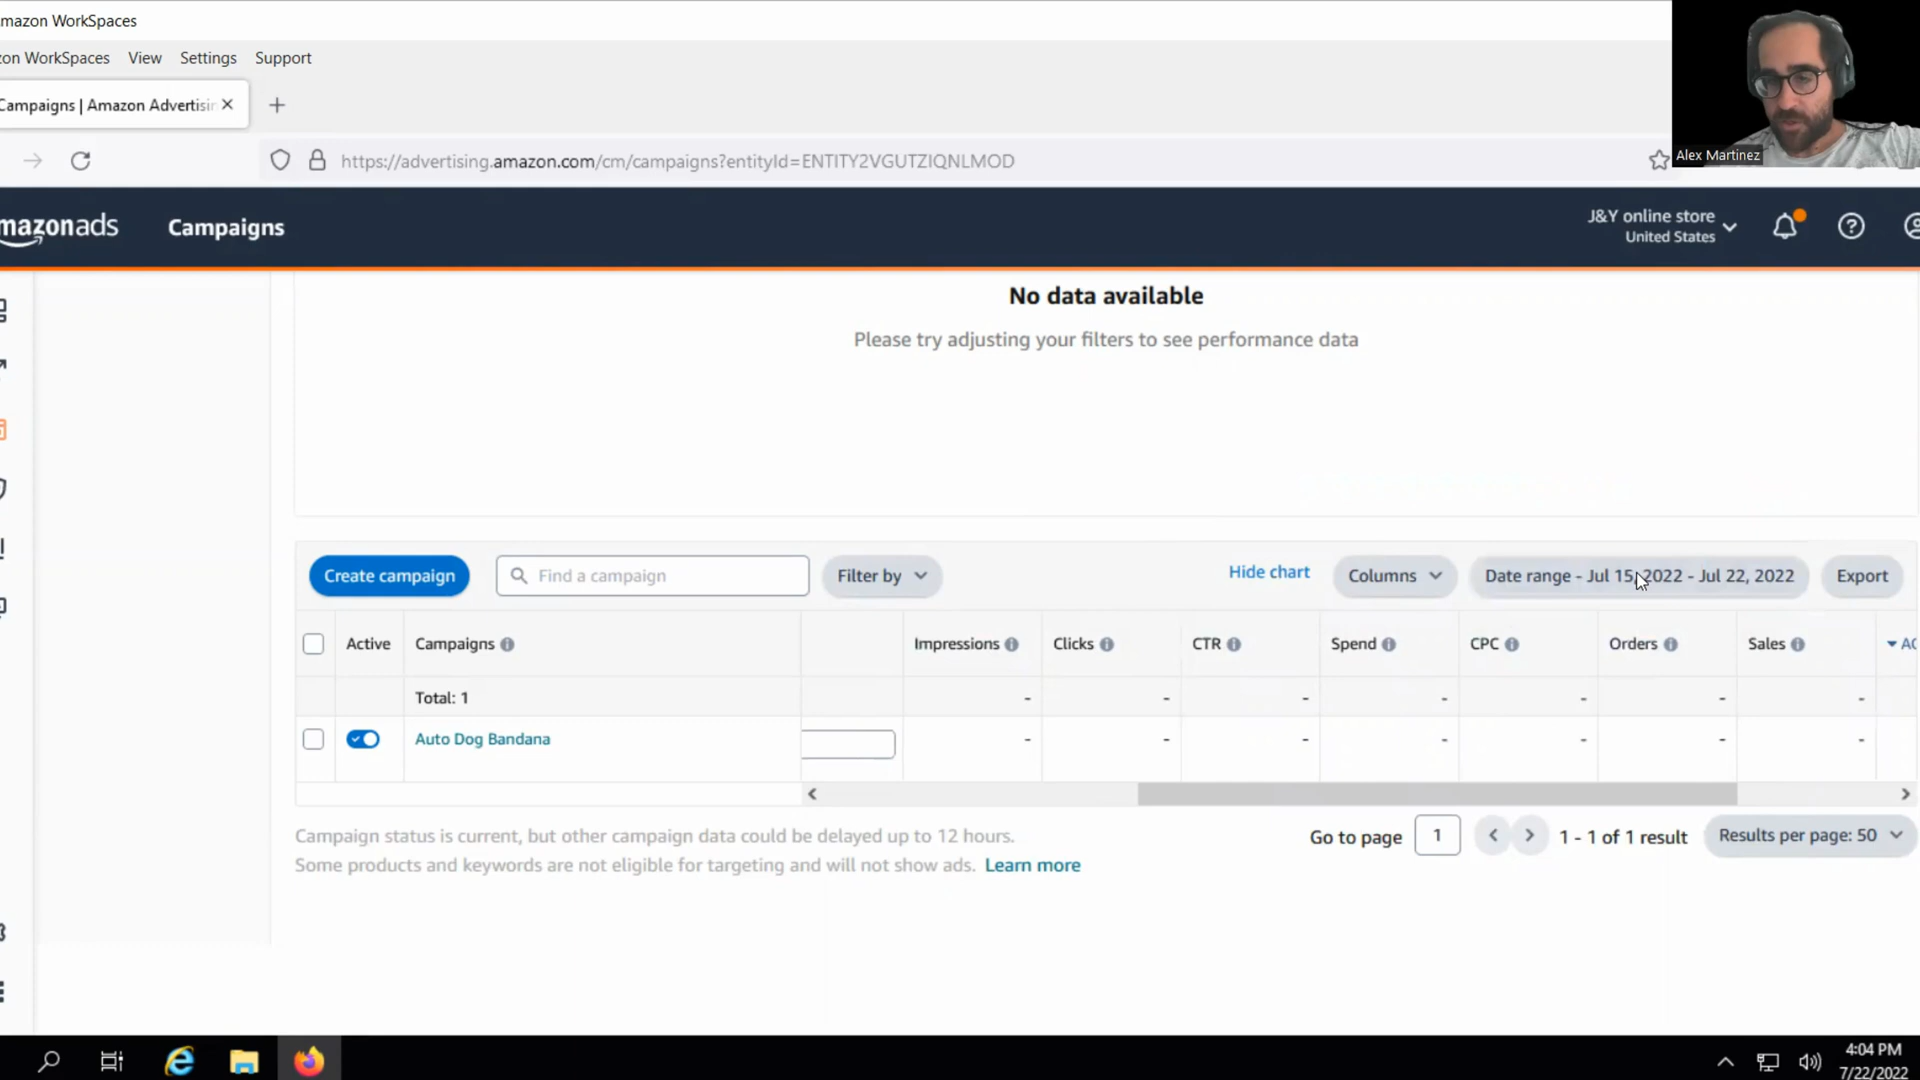 mazon WorkSpaces
zon WorkSpaces View Settings Support
Campaigns | Amazon Advertisin
https://advertising.amazon.com/cm/campaigns?entityId=ENTITY2VGUTZIQNLMOD
Alex Martinez
mazonads Campaigns
J&Y online store
United States
No data available
Please try adjusting your filters to see performance data
Create campaign Find a campaign Filter by Hide chart Columns Date range - Jul 15, 2022 - Jul 22, 2022 Export
Active Campaigns Impressions Clicks CTR Spend CPC Orders Sales AC
Total: 1 - - - - - - -
Auto Dog Bandana - - - - - - -
Campaign status is current, but other campaign data could be delayed up to 12 hours.
Some products and keywords are not eligible for targeting and will not show ads. Learn more
Go to page 1 1 - 1 of 1 result Results per page: 50
4:04 PM
7/22/2022